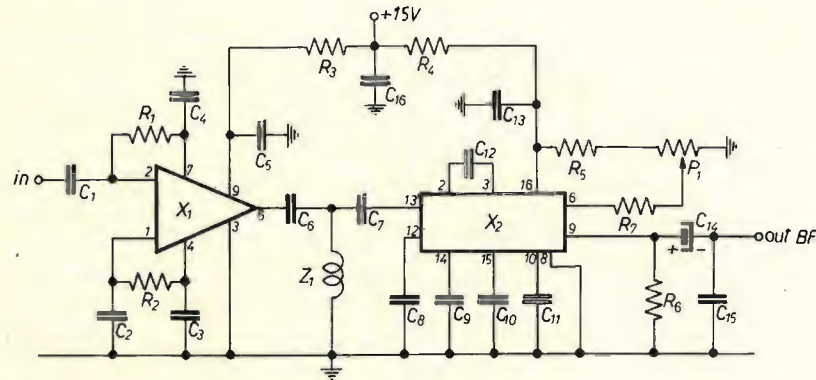 +15V
R3
R4
C16
C4
R1
7
C5
C13
C12
R5
P1
in
C1
2
9
2
3
16
6
R7
X1
6
C6
C7
13
X2
9
C14
out BF
1
3
12
+
-
4
Z1
14
15
10
8
R2
C2
C3
C8
C9
C10
C11
R6
C15